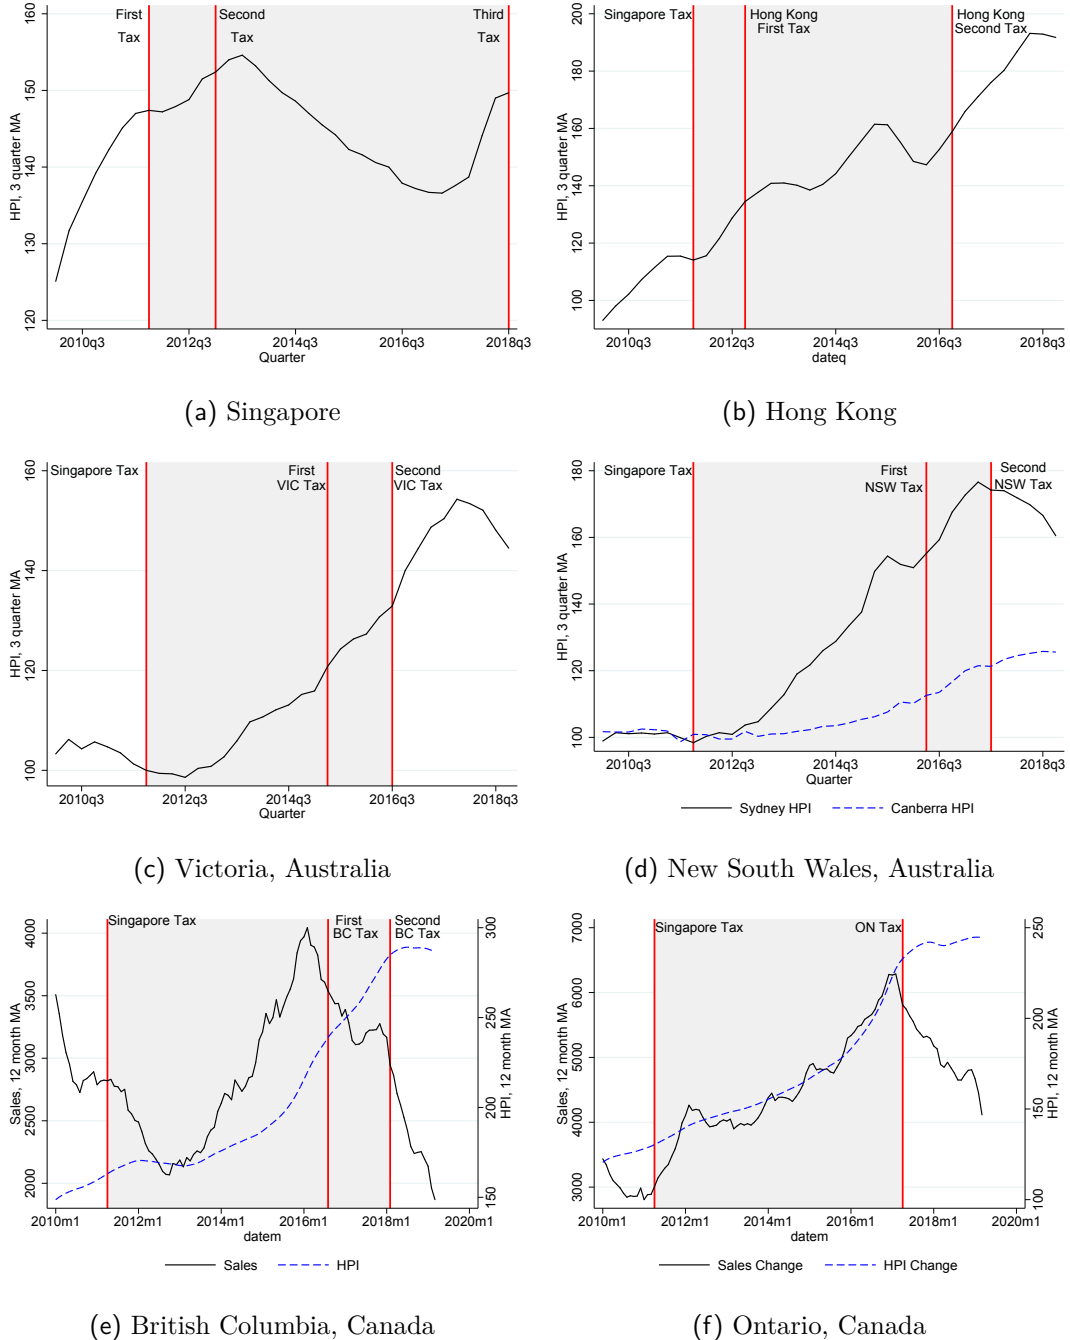 First
Tax
Second
Tax
Third
Tax
HPI, 3 quarter MA
160
150
140
130
120
2010q3 2012q3 2014q3 2016q3 2018q3
Quarter
(a) Singapore
Singapore Tax
Hong Kong
First Tax
Hong Kong
Second Tax
HPI, 3 quarter MA
200
180
160
140
120
100
2010q3 2012q3 2014q3 2016q3 2018q3
dateq
(b) Hong Kong
Singapore Tax
First
VIC Tax
Second
VIC Tax
HPI, 3 quarter MA
160
140
120
100
2010q3 2012q3 2014q3 2016q3 2018q3
Quarter
(c) Victoria, Australia
Singapore Tax
First
NSW Tax
Second
NSW Tax
HPI, 3 quarter MA
180
160
140
120
100
2010q3 2012q3 2014q3 2016q3 2018q3
Quarter
Sydney HPI Canberra HPI
(d) New South Wales, Australia
Singapore Tax
First
BC Tax
Second
BC Tax
Sales, 12 month MA
4000
3500
3000
2500
2000
HPI, 12 month MA
300
250
200
150
2010m1 2012m1 2014m1 2016m1 2018m1 2020m1
datem
Sales HPI
(e) British Columbia, Canada
Singapore Tax
ON Tax
Sales, 12 month MA
7000
6000
5000
4000
3000
HPI, 12 month MA
250
200
150
100
2010m1 2012m1 2014m1 2016m1 2018m1 2020m1
datem
Sales Change HPI Change
(f) Ontario, Canada